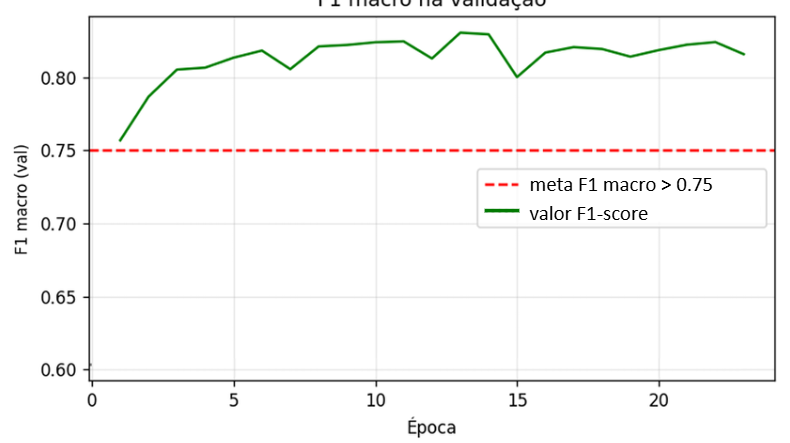 F1 macro na validação
0.80
0.75
0.70
0.65
0.60
F1 macro (val)
meta F1 macro > 0.75
valor F1-score
0 5 10 15 20
Época